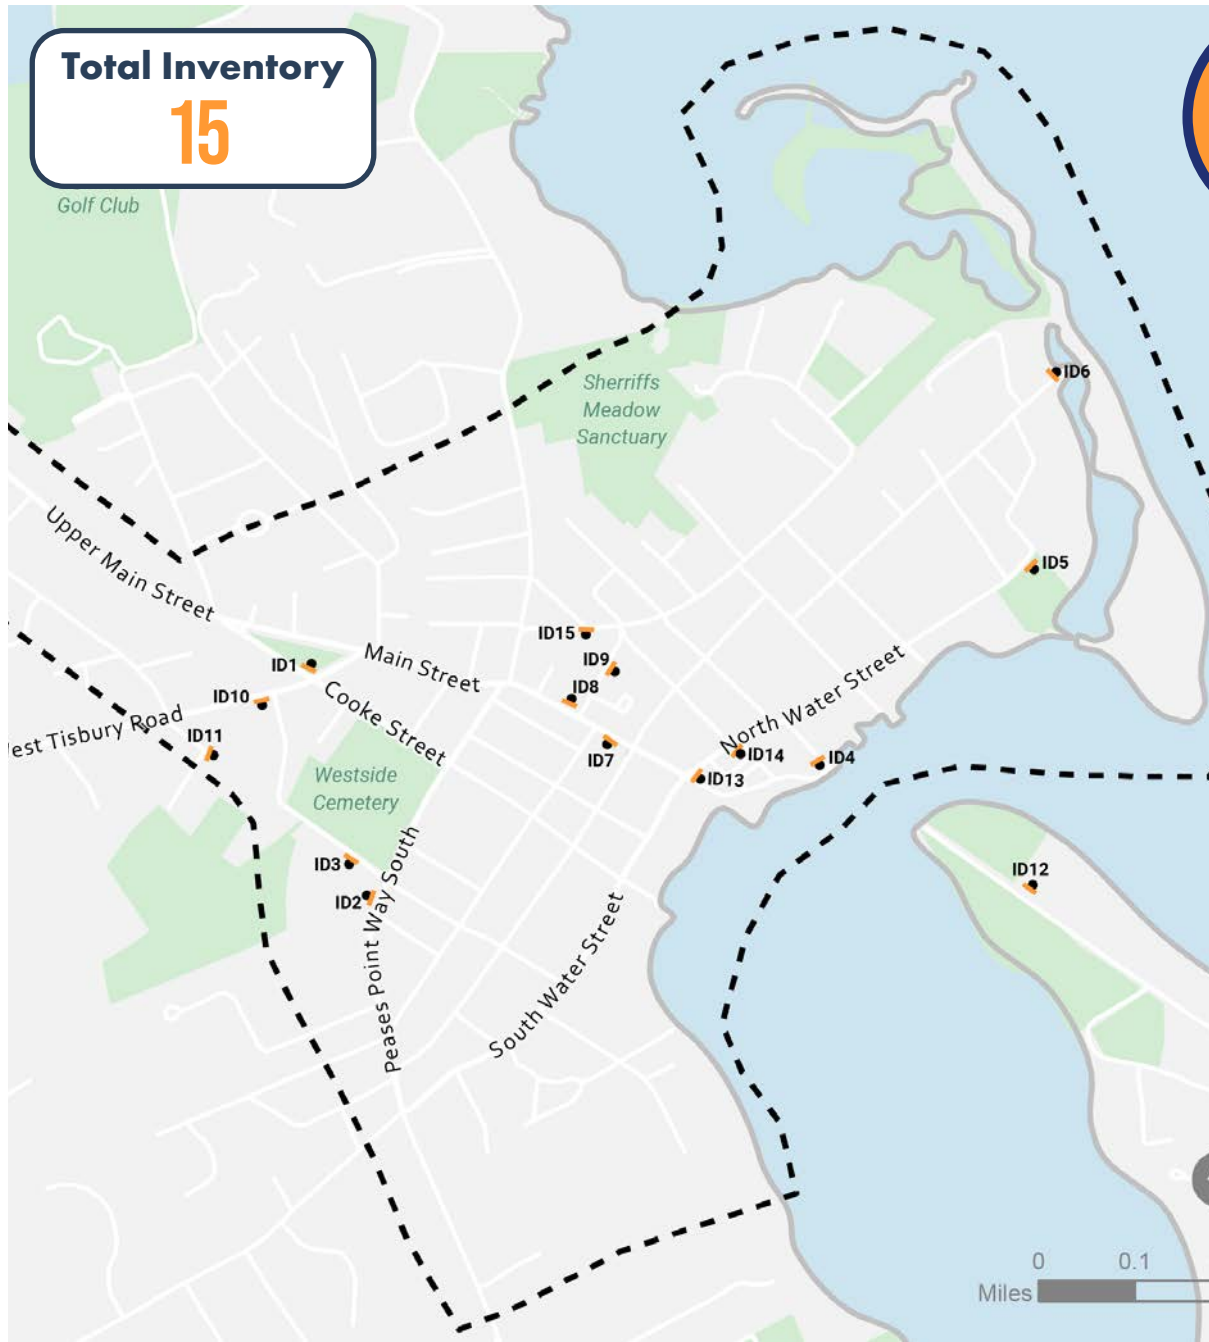 Total Inventory
15
Golf Club
Sherriffs
Meadow
Sanctuary
ID6
Upper Main Street
ID5
ID15
ID9
ID1
Main Street
ID8
ID10
Cooke Street
North Water Street
est Tisbury Road
ID11
ID7
ID14
ID4
ID13
Westside
Cemetery
ID3
ID2
ID12
Peases Point Way South
South Water Street
0 0.1
Miles